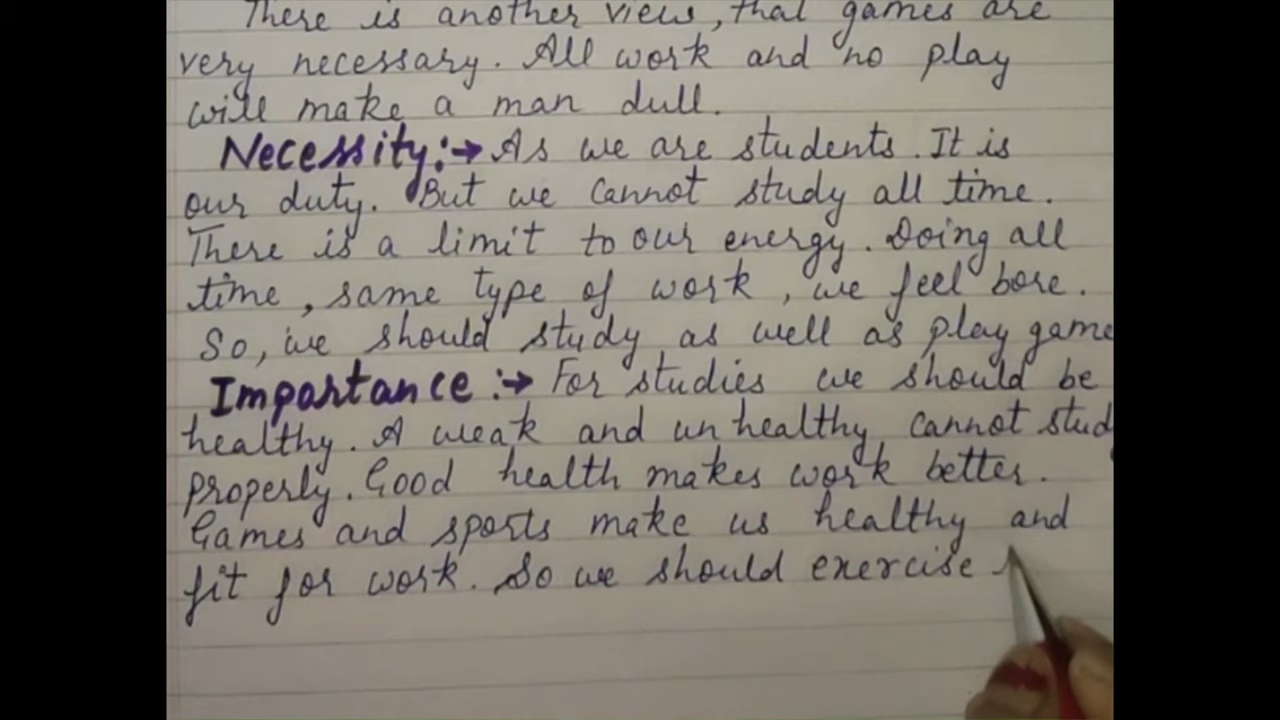 There is another view, that games are
very necessary. All work and no play
will make a man dull.
Necessity:→ As we are students. It is
our duty. But we cannot study all time.
There is a limit to our energy. Doing all
time, same type of work, we feel bore.
So, we should study as well as play game
Importance:→ For studies we should be
healthy. A weak and unhealthy cannot stud
properly. Good health makes work better.
Games and sports make us healthy and
fit for work. So we should exercise